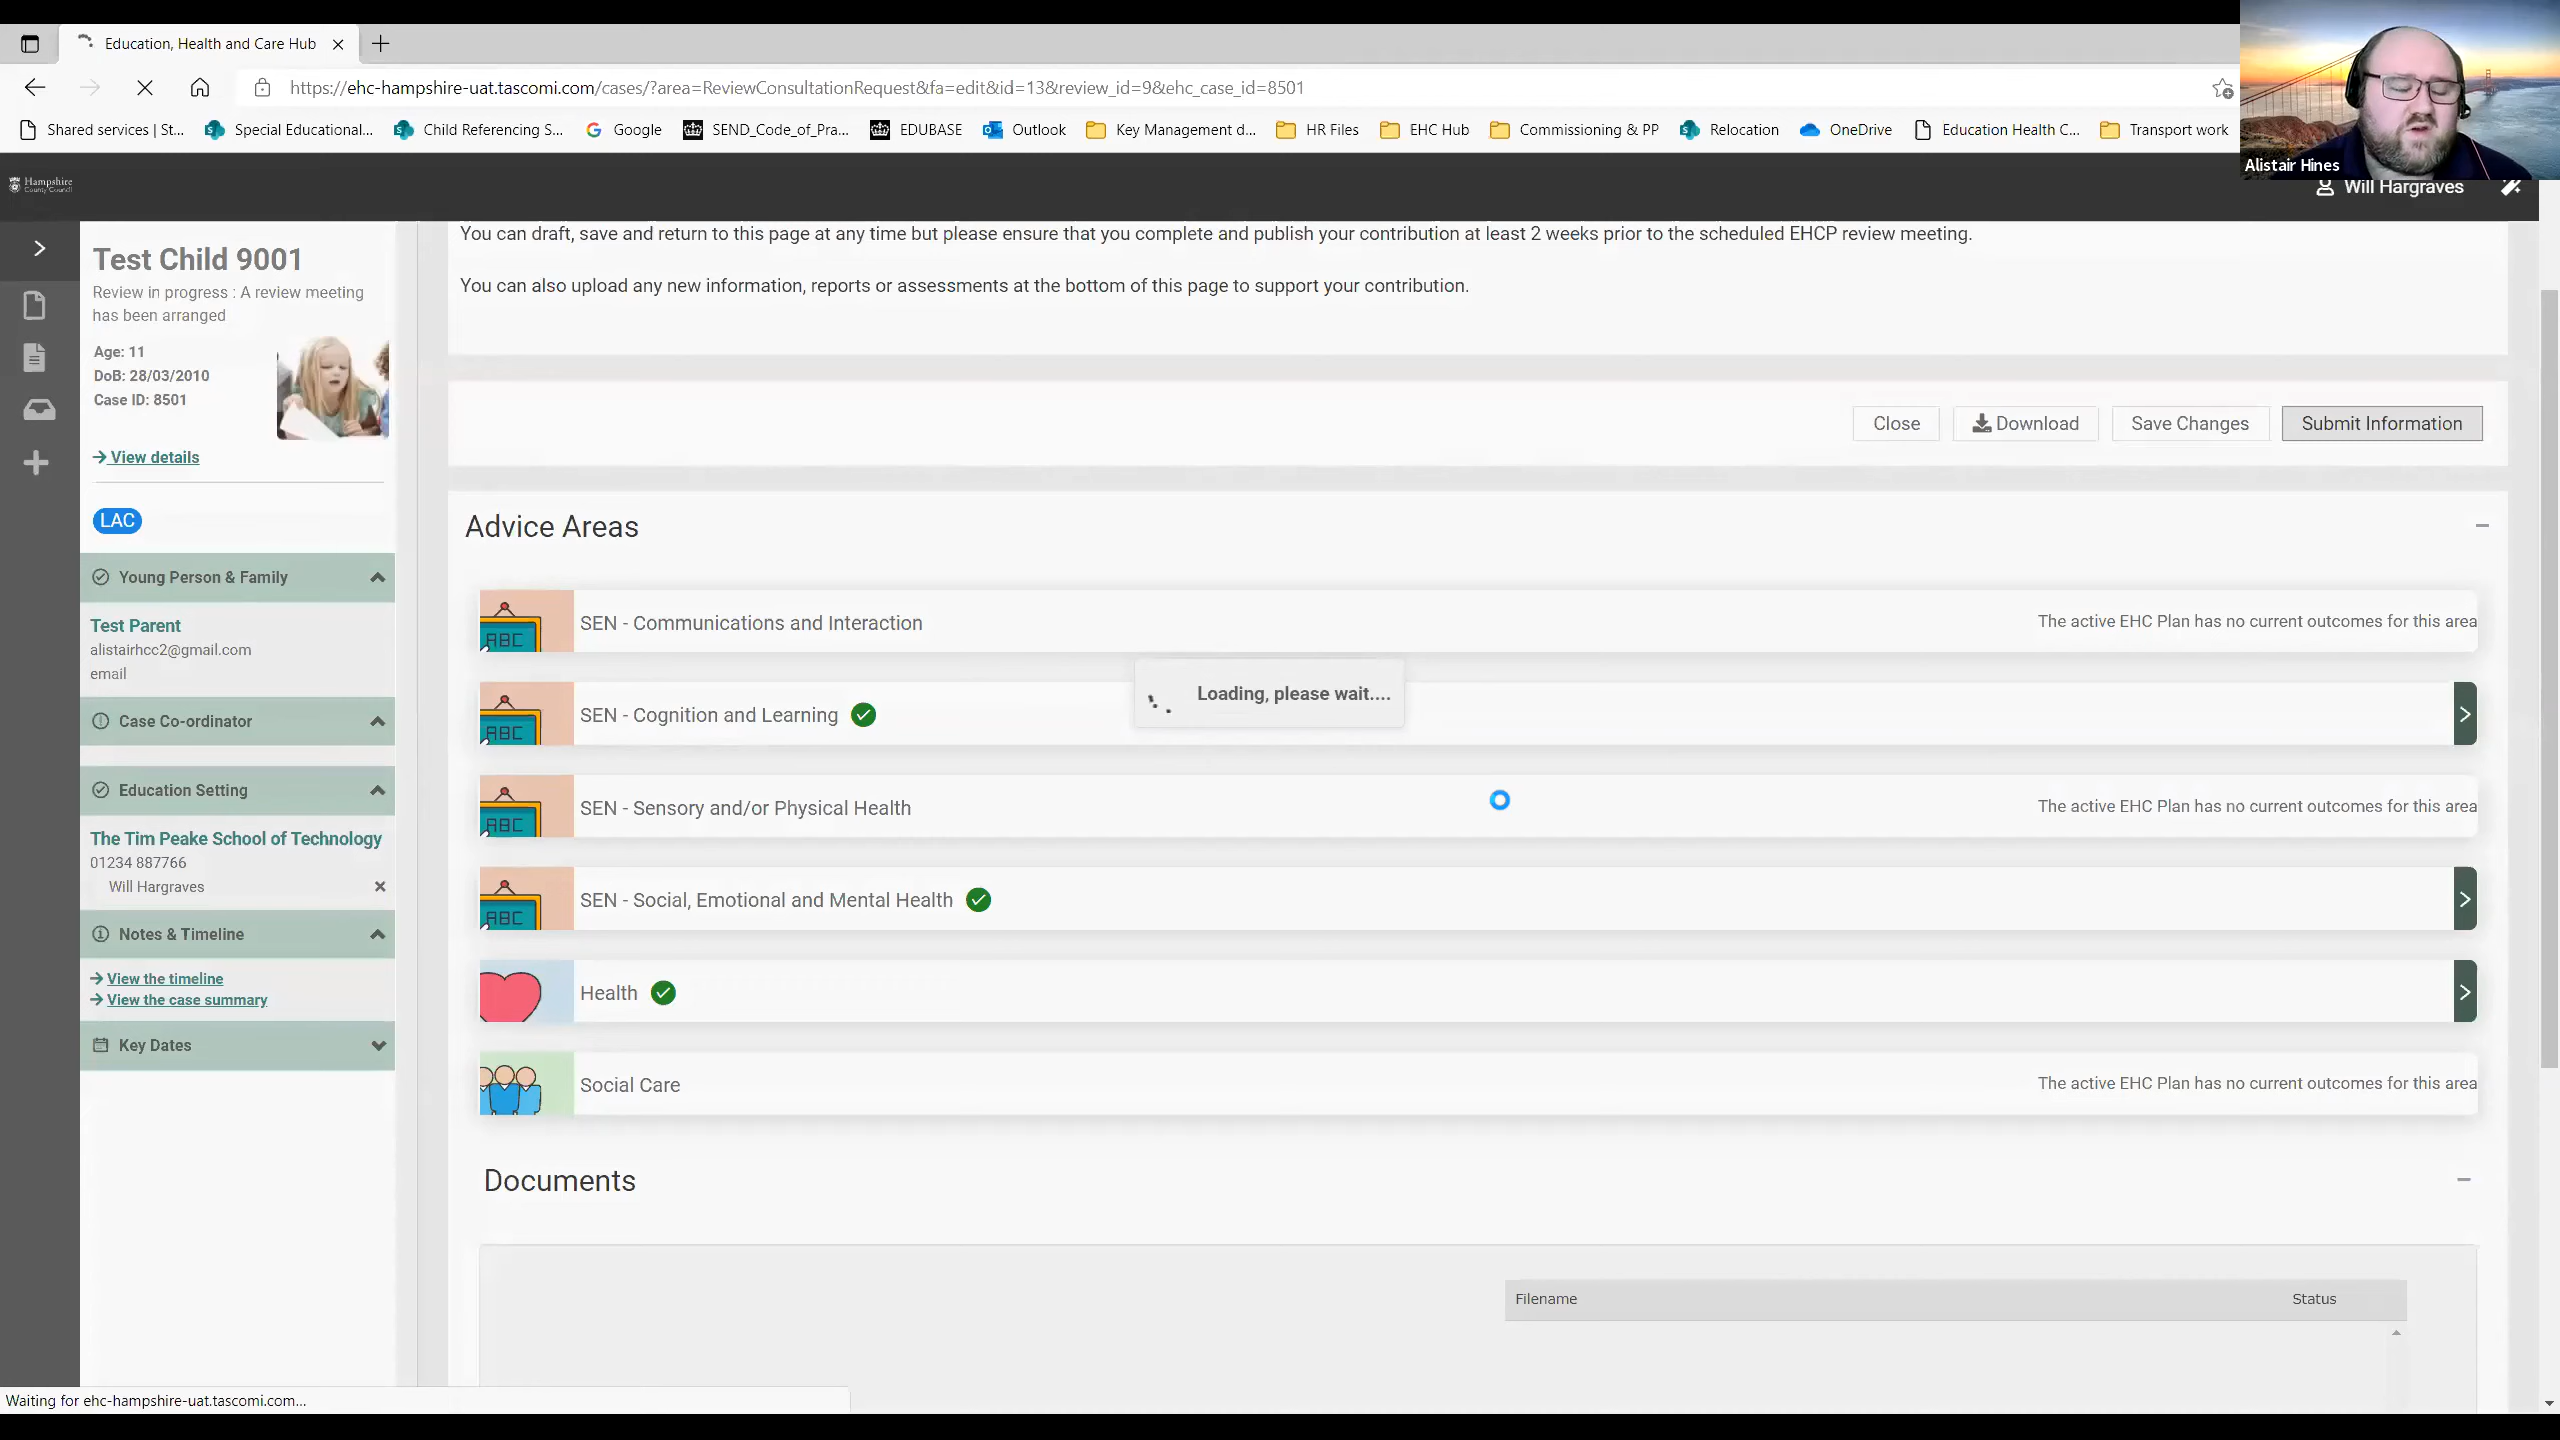 Education, Health and Care Hub
https://ehc-hampshire-uat.tascomi.com/cases/?area=ReviewConsultationRequest&fa=edit&id=13&review_id=9&ehc_case_id=8501
Shared services | St...
Special Educational...
Child Referencing S...
Google
SEND_Code_of_Pra...
EDUBASE
Outlook
Key Management d...
HR Files
EHC Hub
Commissioning & PP
Relocation
OneDrive
Education Health C...
Transport work
Alistair Hines
Hampshire
County Council
Will Hargraves
Test Child 9001
Review in progress : A review meeting
has been arranged
Age: 11
DoB: 28/03/2010
Case ID: 8501
View details
LAC
Young Person & Family
Test Parent
alistairhcc2@gmail.com
email
Case Co-ordinator
Education Setting
The Tim Peake School of Technology
01234 887766
Will Hargraves
Notes & Timeline
View the timeline
View the case summary
Key Dates
You can draft, save and return to this page at any time but please ensure that you complete and publish your contribution at least 2 weeks prior to the scheduled EHCP review meeting.
You can also upload any new information, reports or assessments at the bottom of this page to support your contribution.
Close
Download
Save Changes
Submit Information
Advice Areas
ABC
SEN - Communications and Interaction
The active EHC Plan has no current outcomes for this area
Loading, please wait....
ABC
SEN - Cognition and Learning
ABC
SEN - Sensory and/or Physical Health
The active EHC Plan has no current outcomes for this area
ABC
SEN - Social, Emotional and Mental Health
Health
Social Care
The active EHC Plan has no current outcomes for this area
Documents
Filename
Status
Waiting for ehc-hampshire-uat.tascomi.com...